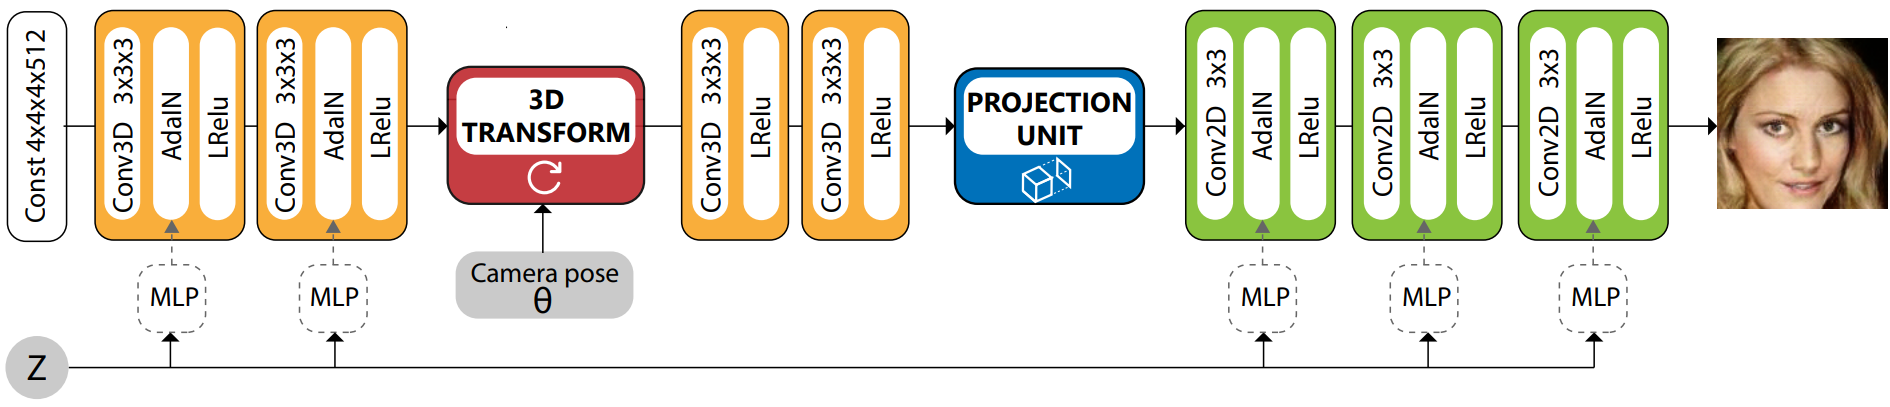 Const 4x4x4x512
Conv3D 3x3x3
AdaIN
LRelu
Conv3D 3x3x3
AdaIN
LRelu
3D
TRANSFORM
Camera pose
θ
Conv3D 3x3x3
LRelu
Conv3D 3x3x3
LRelu
PROJECTION
UNIT
Conv2D 3x3
AdaIN
LRelu
Conv2D 3x3
AdaIN
LRelu
Conv2D 3x3
AdaIN
LRelu
MLP
MLP
MLP
MLP
MLP
Z